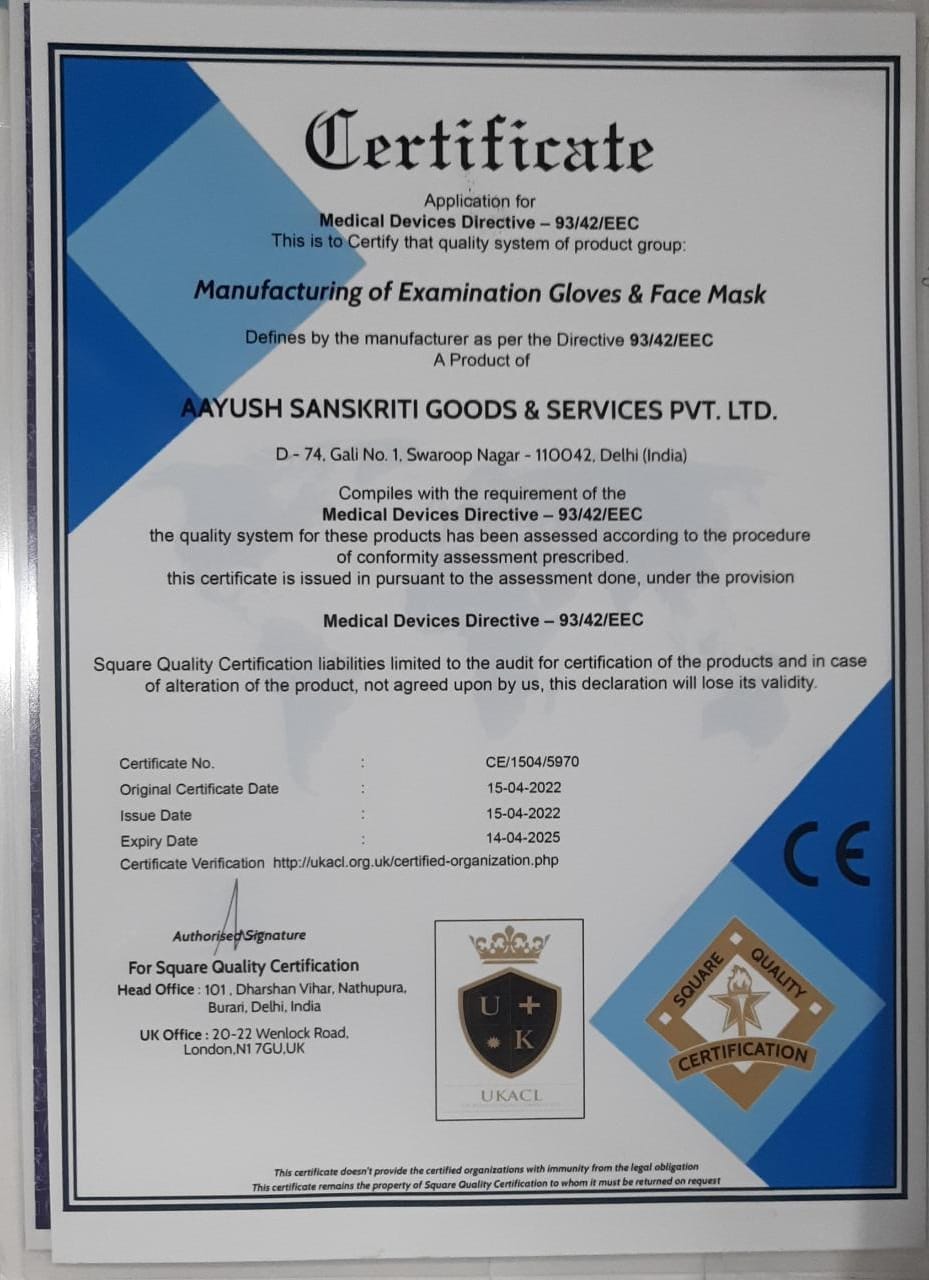 Certificate
Application for
Medical Devices Directive – 93/42/EEC
This is to Certify that quality system of product group:
Manufacturing of Examination Gloves & Face Mask
Defines by the manufacturer as per the Directive 93/42/EEC
A Product of
AAYUSH SANSKRITI GOODS & SERVICES PVT. LTD.
D - 74, Gali No. 1, Swaroop Nagar - 110042, Delhi (India)
Compiles with the requirement of the
Medical Devices Directive – 93/42/EEC
the quality system for these products has been assessed according to the procedure
of conformity assessment prescribed.
this certificate is issued in pursuant to the assessment done, under the provision
Medical Devices Directive – 93/42/EEC
Square Quality Certification liabilities limited to the audit for certification of the products and in case
of alteration of the product, not agreed upon by us, this declaration will lose its validity.
Certificate No. : CE/1504/5970
Original Certificate Date : 15-04-2022
Issue Date : 15-04-2022
Expiry Date : 14-04-2025
Certificate Verification http://ukacl.org.uk/certified-organization.php
CE
Authorised Signature
For Square Quality Certification
Head Office : 101, Dharshan Vihar, Nathupura,
Burari, Delhi, India
UK Office : 20-22 Wenlock Road,
London,N1 7GU,UK
U +
K
UKACL
SQUARE QUALITY
CERTIFICATION
This certificate doesn't provide the certified organizations with immunity from the legal obligation
This certificate remains the property of Square Quality Certification to whom it must be returned on request